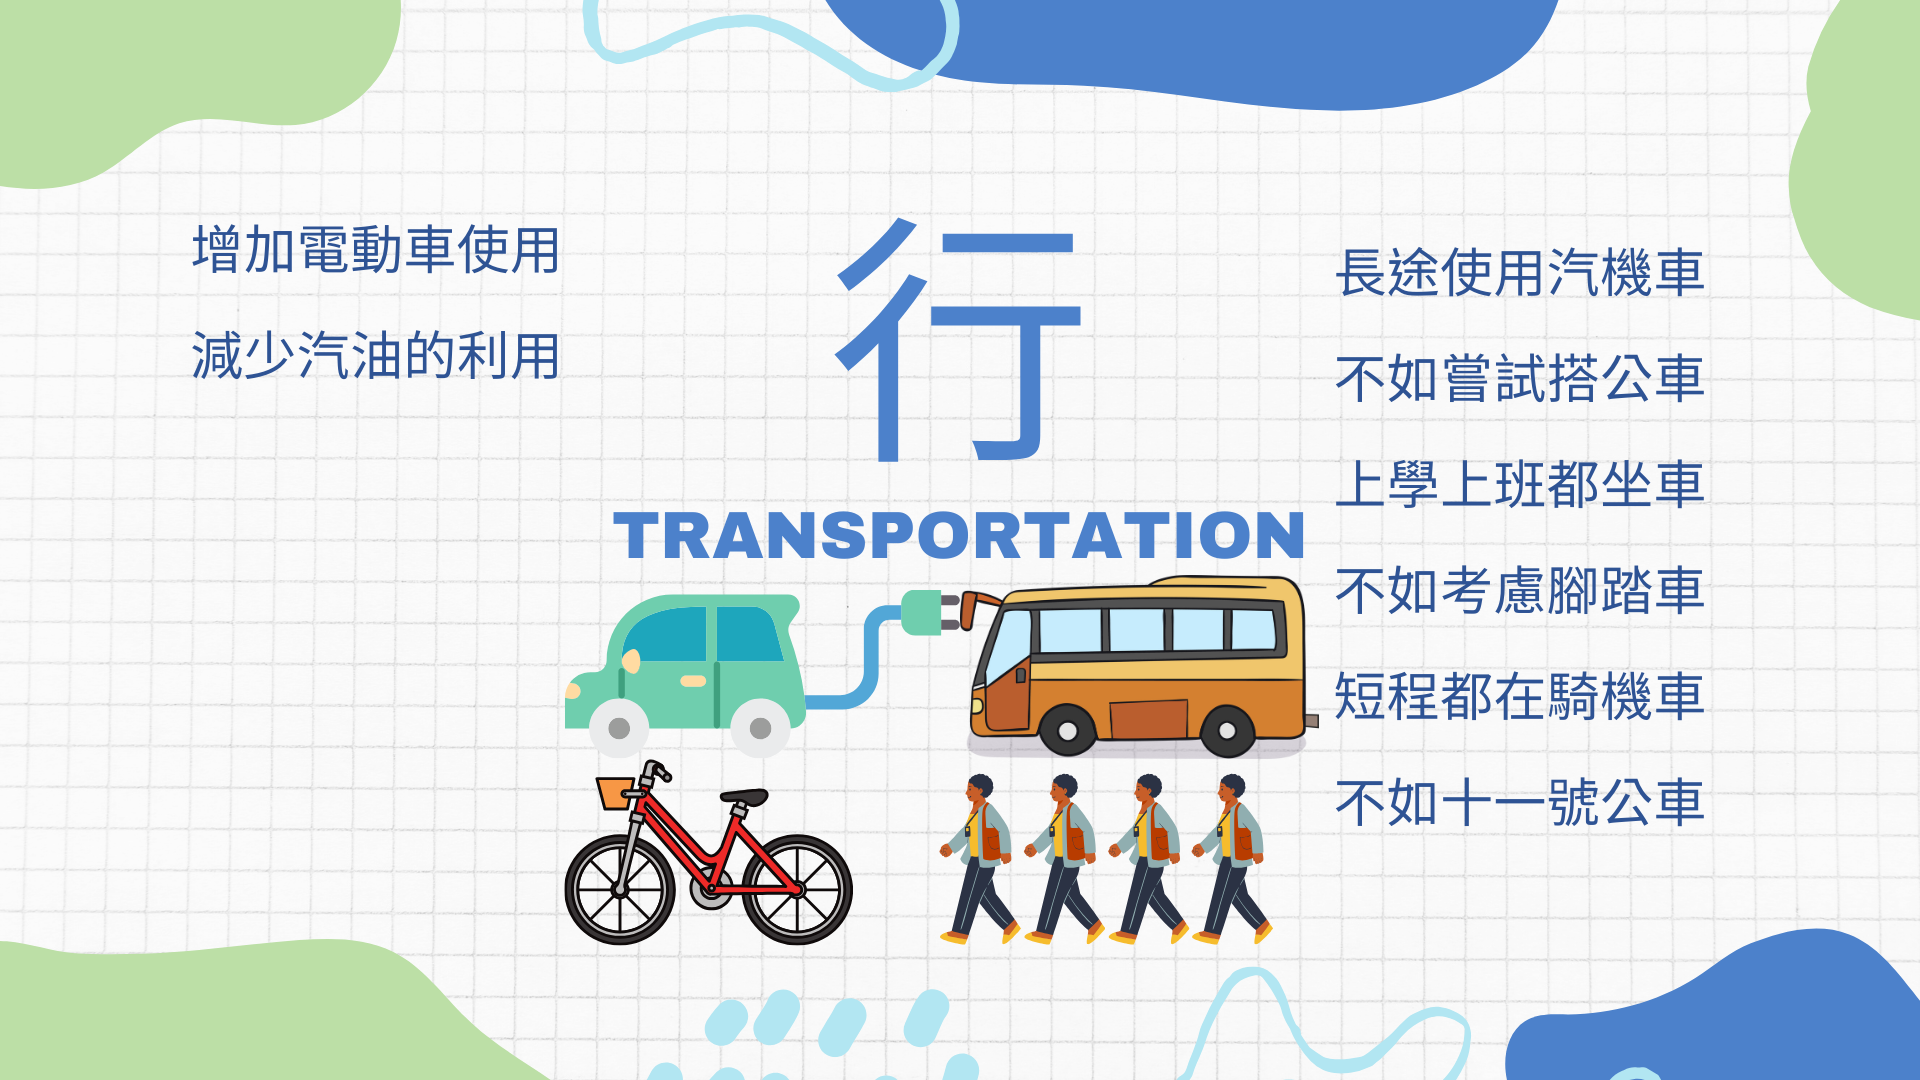 增加電動車使用
減少汽油的利用
行
TRANSPORTATION
長途使用汽機車
不如嘗試搭公車
上學上班都坐車
不如考慮腳踏車
短程都在騎機車
不如十一號公車